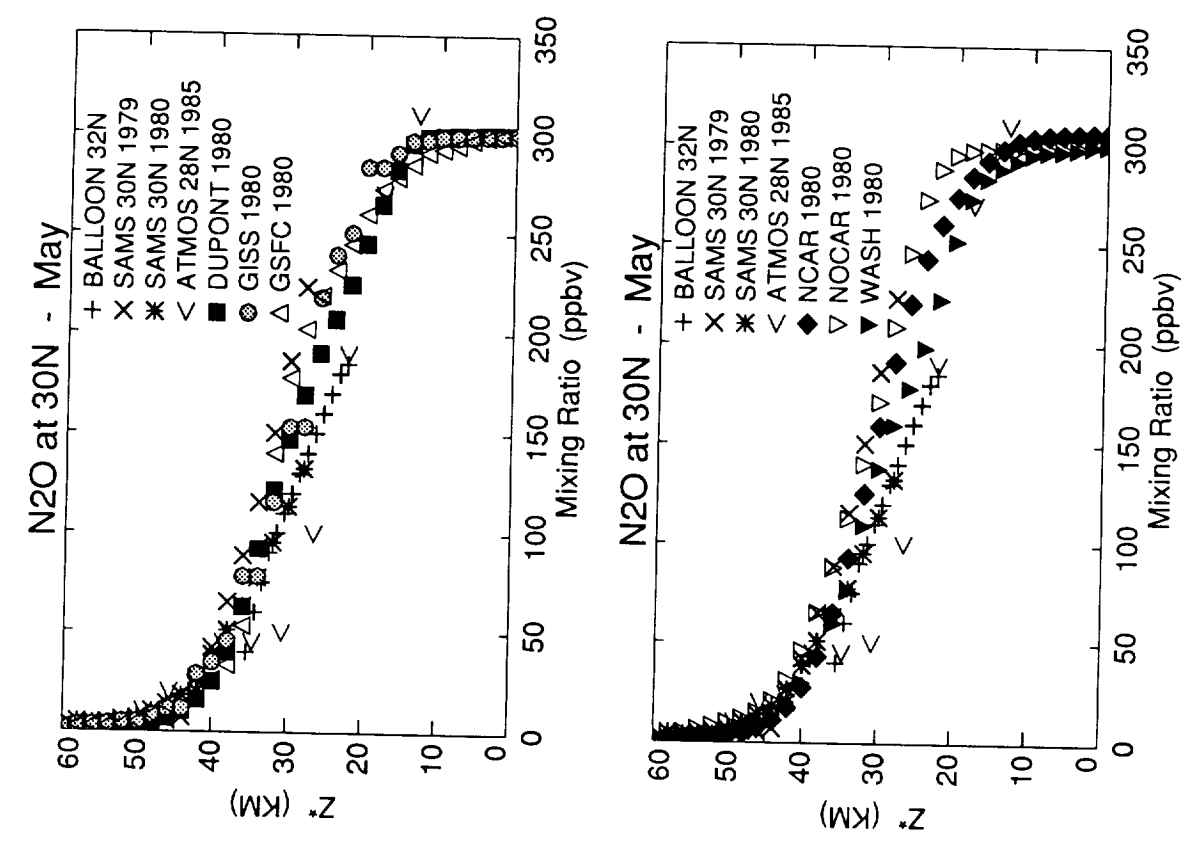 N2O at 30N - May
+ BALLOON 32N
× SAMS 30N 1979
✳ SAMS 30N 1980
< ATMOS 28N 1985
■ DUPONT 1980
● GISS 1980
△ GSFC 1980
60
50
40
30
20
10
0
Z* (KM)
0 50 100 150 200 250 300 350
Mixing Ratio (ppbv)
N2O at 30N - May
+ BALLOON 32N
× SAMS 30N 1979
✳ SAMS 30N 1980
< ATMOS 28N 1985
◆ NCAR 1980
▽ NOCAR 1980
▼ WASH 1980
60
50
40
30
20
10
0
Z* (KM)
0 50 100 150 200 250 300 350
Mixing Ratio (ppbv)